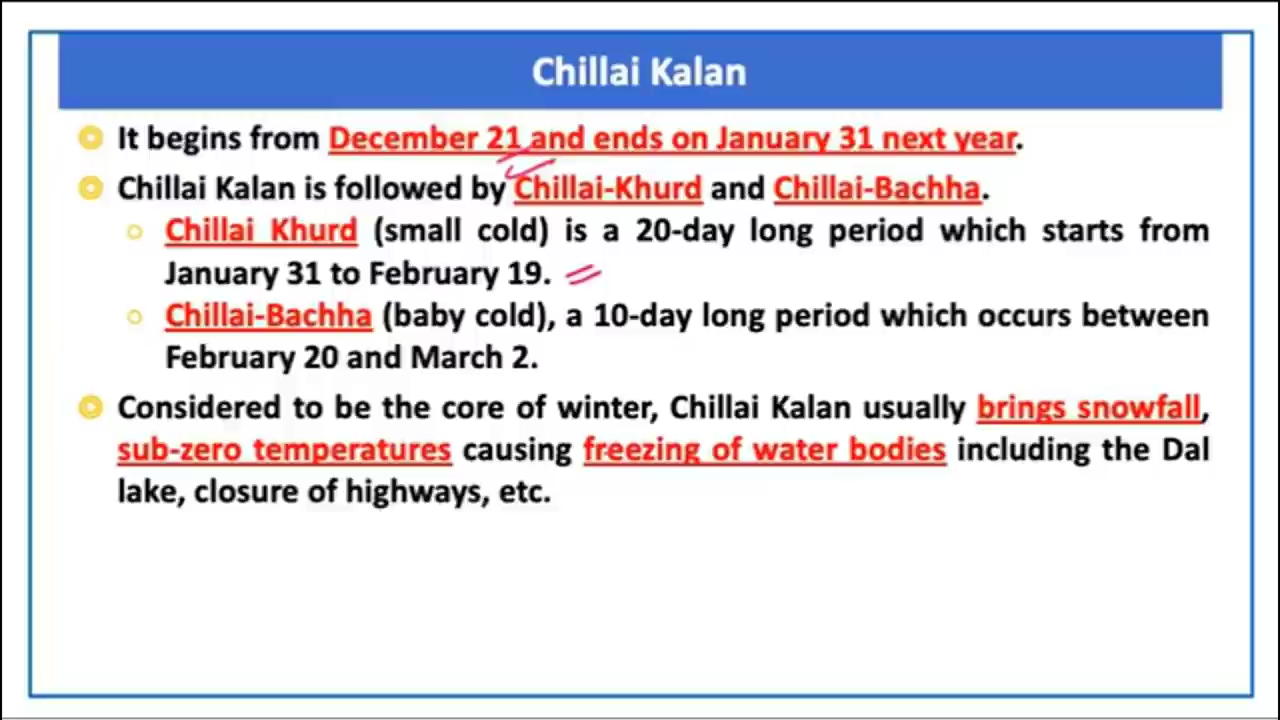 Chillai Kalan
It begins from December 21 and ends on January 31 next year.
Chillai Kalan is followed by Chillai-Khurd and Chillai-Bachha.
Chillai Khurd (small cold) is a 20-day long period which starts from
January 31 to February 19.
Chillai-Bachha (baby cold), a 10-day long period which occurs between
February 20 and March 2.
Considered to be the core of winter, Chillai Kalan usually brings snowfall,
sub-zero temperatures causing freezing of water bodies including the Dal
lake, closure of highways, etc.